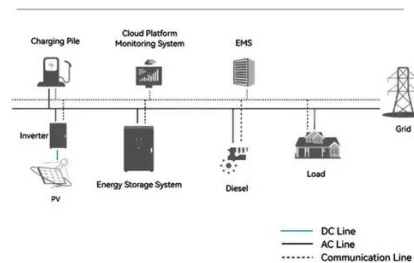 Charging Pile
Cloud Platform
Monitoring System
EMS
Grid
Inverter
PV
Energy Storage System
Diesel
Load
DC Line
AC Line
Communication Line